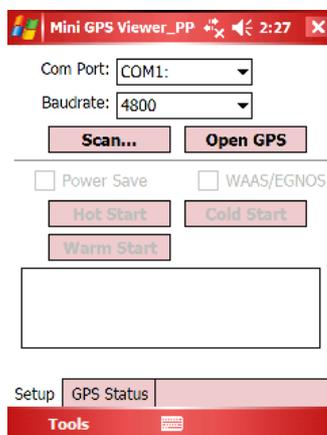 Mini GPS Viewer_PP 2:27
Com Port: COM1:
Baudrate: 4800
Scan... Open GPS
Power Save WAAS/EGNOS
Hot Start Cold Start
Warm Start
Setup GPS Status
Tools